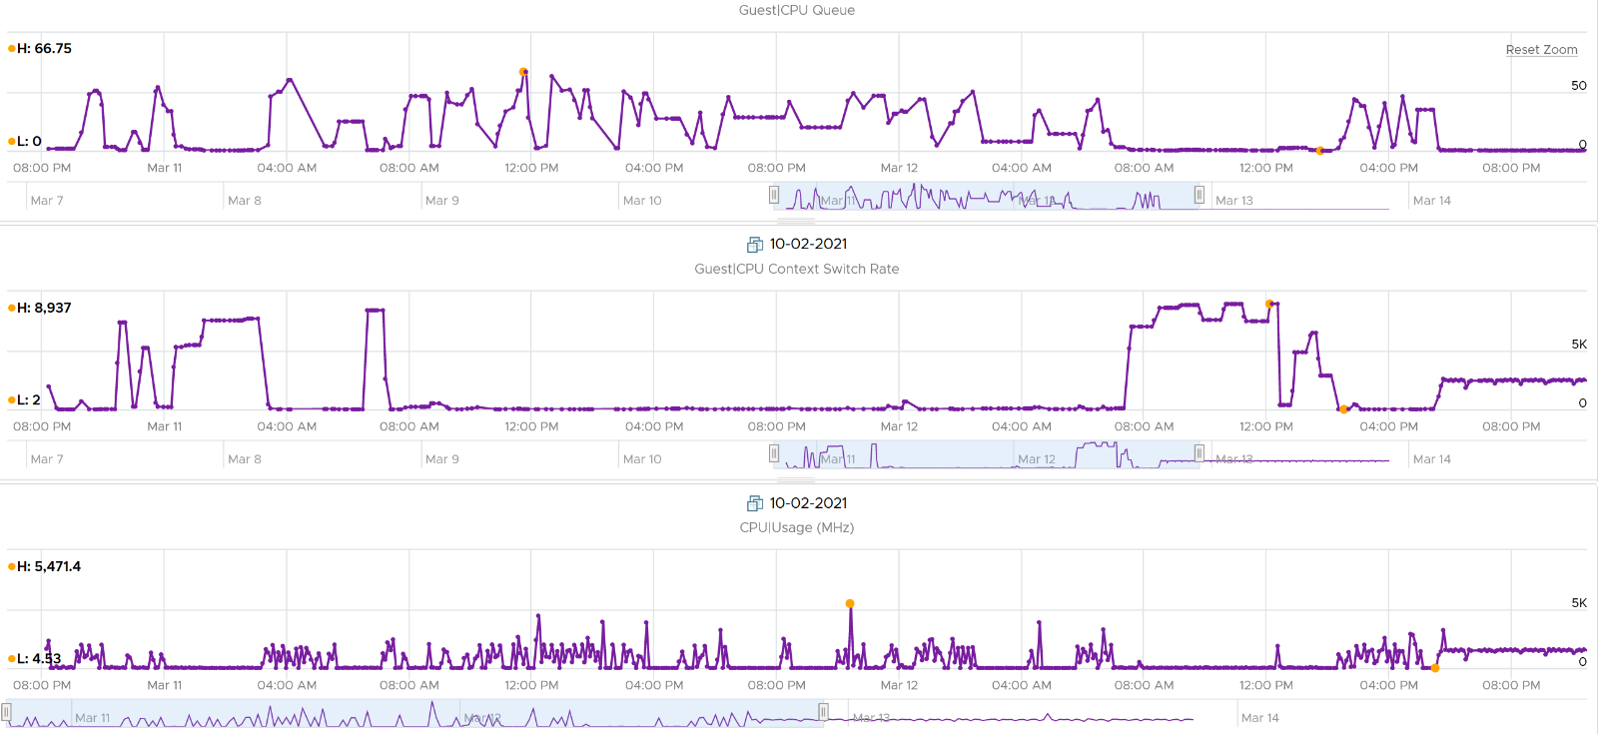 Guest|CPU Queue
H: 66.75
Reset Zoom
50
L: 0
0
08:00 PM Mar 11 04:00 AM 08:00 AM 12:00 PM 04:00 PM 08:00 PM Mar 12 04:00 AM 08:00 AM 12:00 PM 04:00 PM 08:00 PM
Mar 7 Mar 8 Mar 9 Mar 10 Mar 11 Mar 12 Mar 13 Mar 14
10-02-2021
Guest|CPU Context Switch Rate
H: 8,937
5K
L: 2
0
08:00 PM Mar 11 04:00 AM 08:00 AM 12:00 PM 04:00 PM 08:00 PM Mar 12 04:00 AM 08:00 AM 12:00 PM 04:00 PM 08:00 PM
Mar 7 Mar 8 Mar 9 Mar 10 Mar 11 Mar 12 Mar 13 Mar 14
10-02-2021
CPU|Usage (MHz)
H: 5,471.4
5K
L: 4.53
0
08:00 PM Mar 11 04:00 AM 08:00 AM 12:00 PM 04:00 PM 08:00 PM Mar 12 04:00 AM 08:00 AM 12:00 PM 04:00 PM 08:00 PM
Mar 11 Mar 12 Mar 13 Mar 14